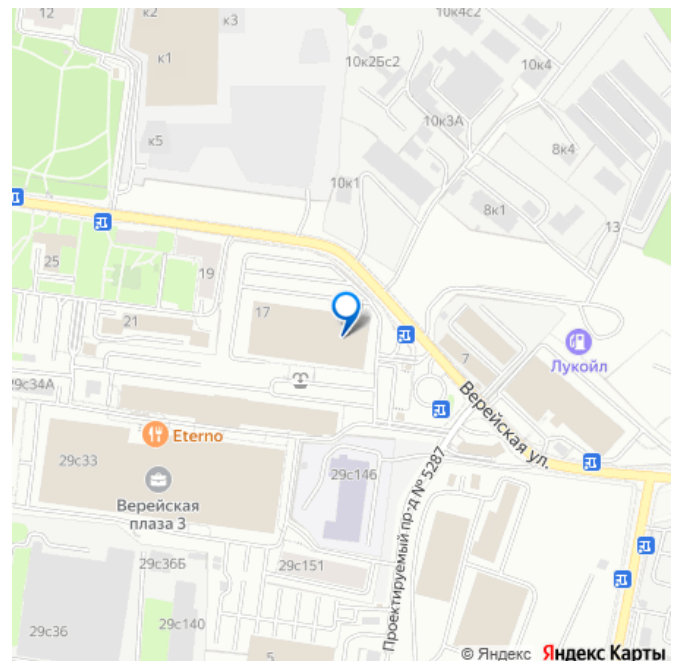 12
к2
к3
10к4с2
к1
10к2Бс2
10к4
10к3А
к5
8к4
10к1
8к1
13
25
19
17
21
7
Лукойл
29с34А
Верейская ул.
Eterno
29с33
29с146
Верейская
плаза 3
Проектируемый пр-д № 5287
29с36Б
29с151
29с36
29с140
5
© Яндекс Яндекс Карты